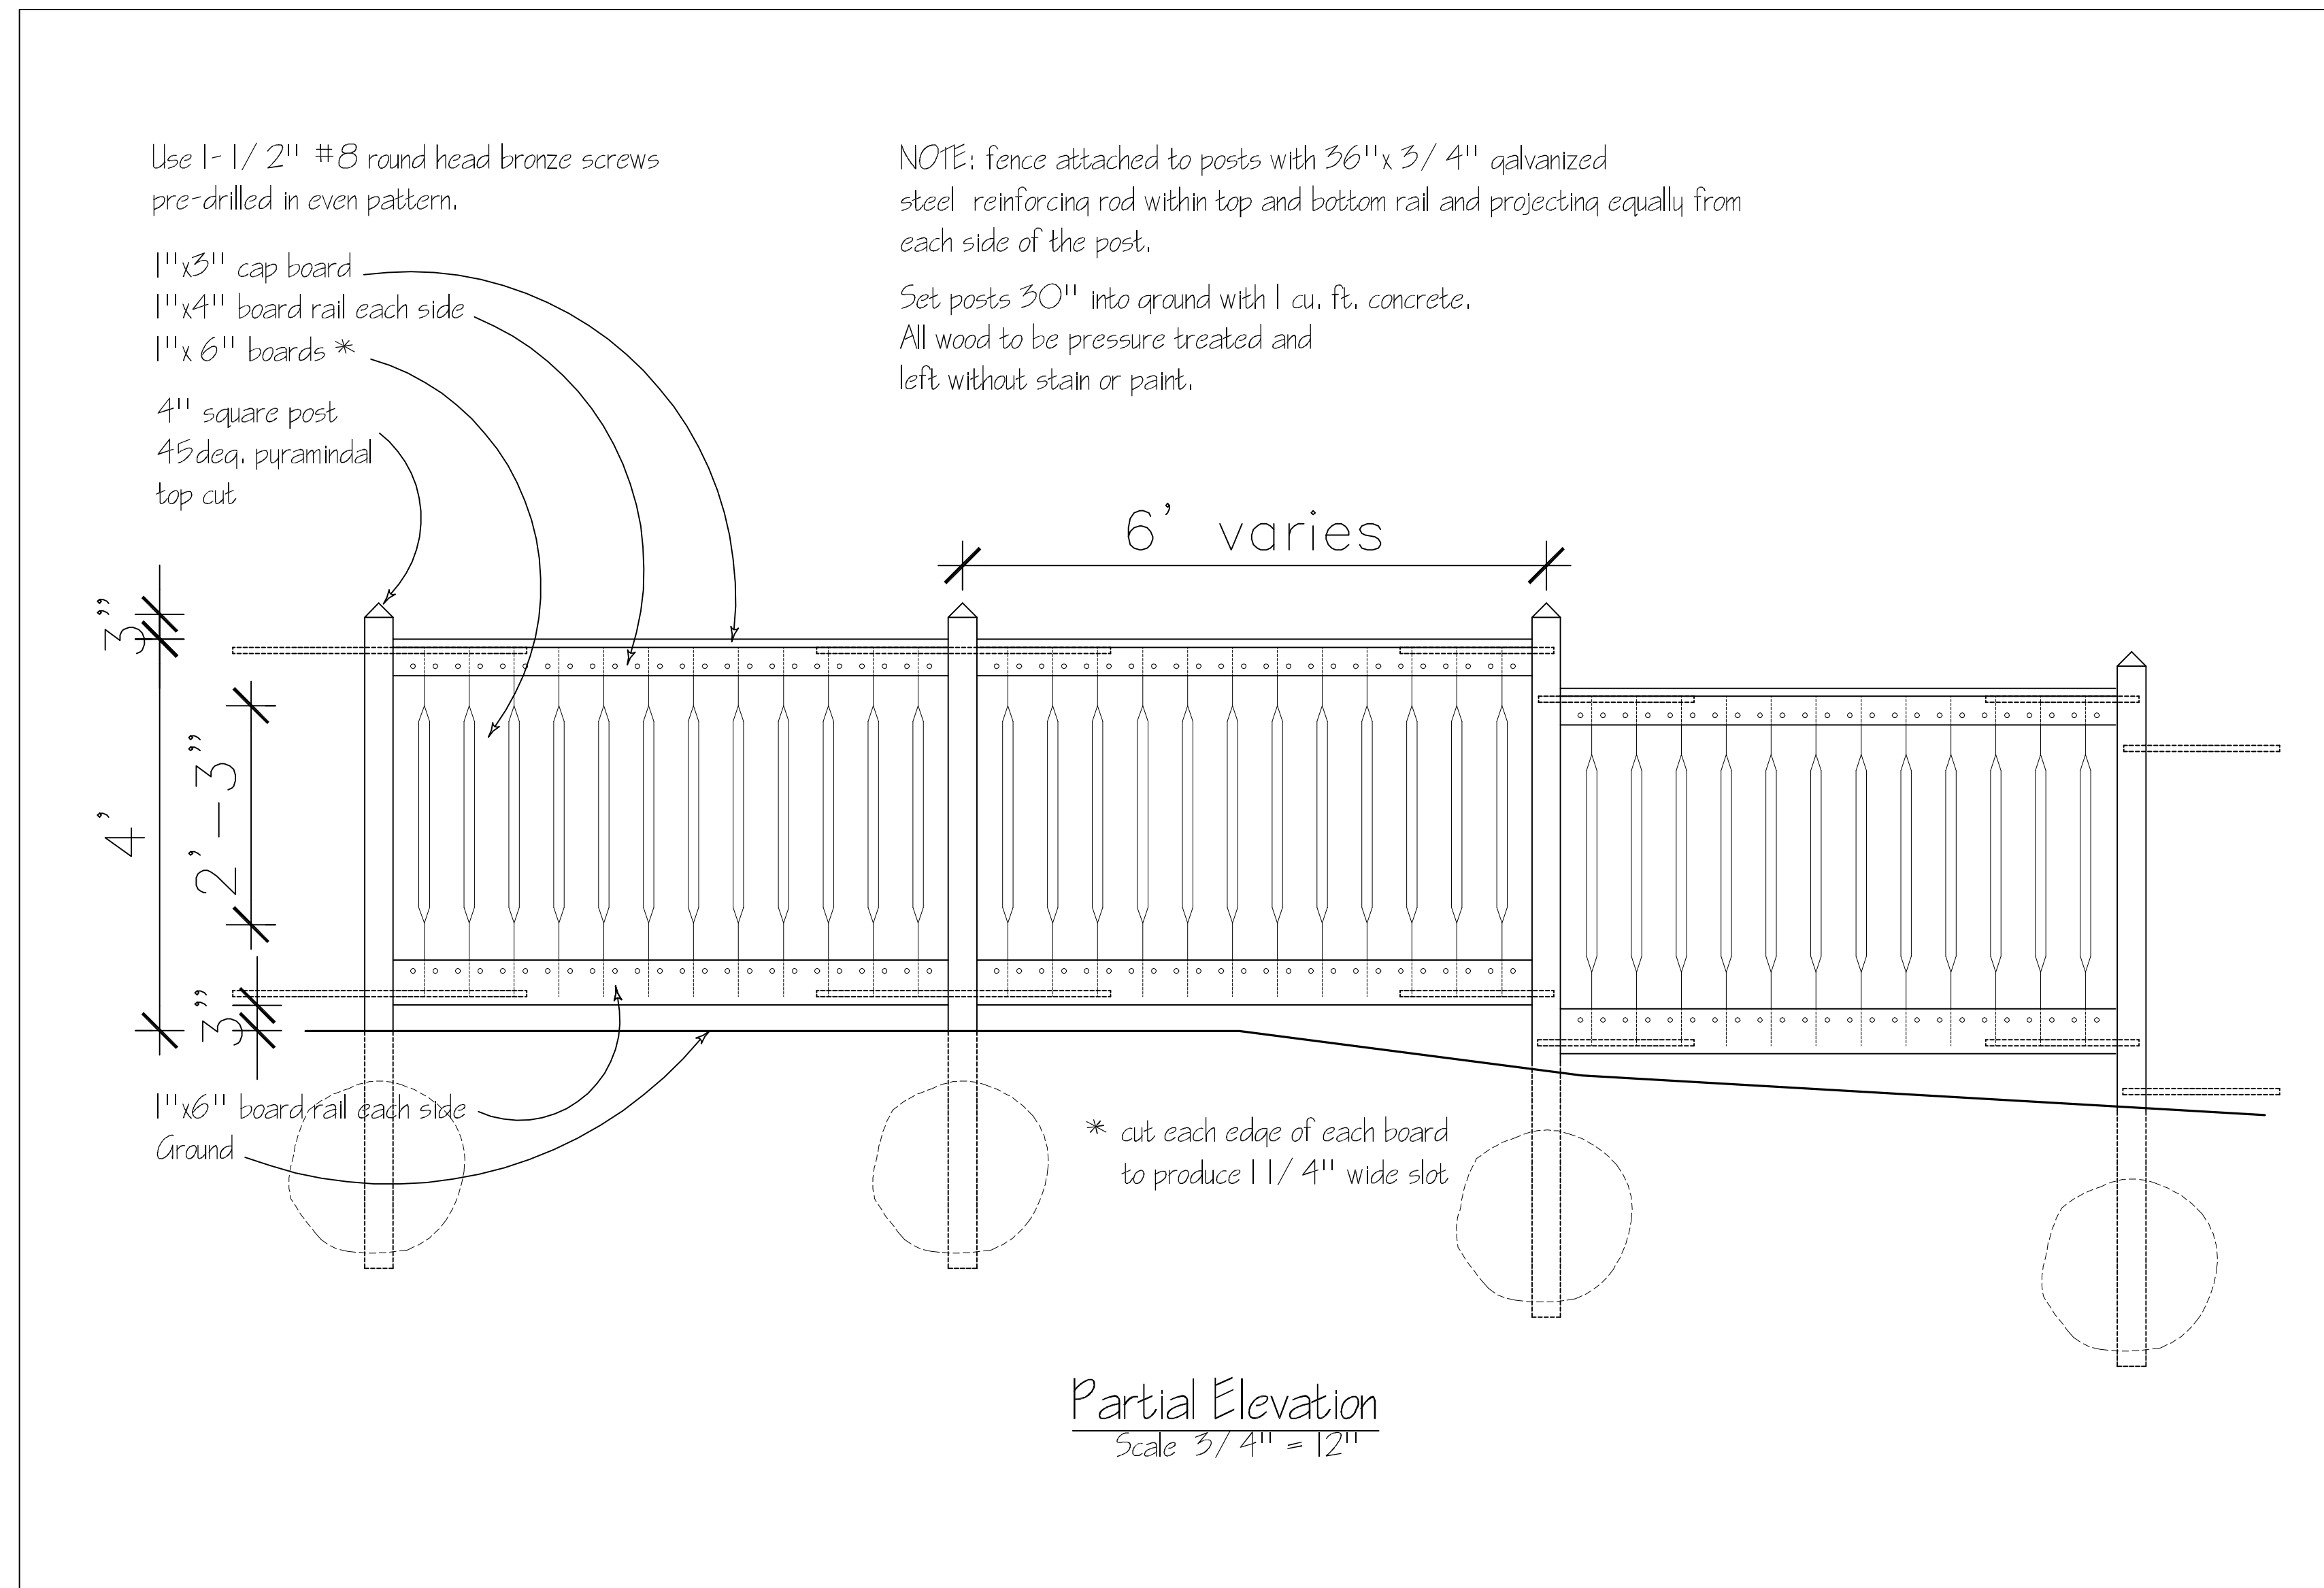 Use 1-1/2" #8 round head bronze screws
pre-drilled in even pattern.
1"x3" cap board
1"x4" board rail each side
1"x 6" boards *
4" square post
45deg. pyramindal
top cut
NOTE: fence attached to posts with 36"x 3/4" galvanized
steel reinforcing rod within top and bottom rail and projecting equally from
each side of the post.
Set posts 30" into ground with 1 cu. ft. concrete.
All wood to be pressure treated and
left without stain or paint.
6' varies
3"
4'
2'-3"
3"
1"x6" board rail each side
Ground
* cut each edge of each board
to produce 1 1/4" wide slot
Partial Elevation
Scale 3/4" = 12"